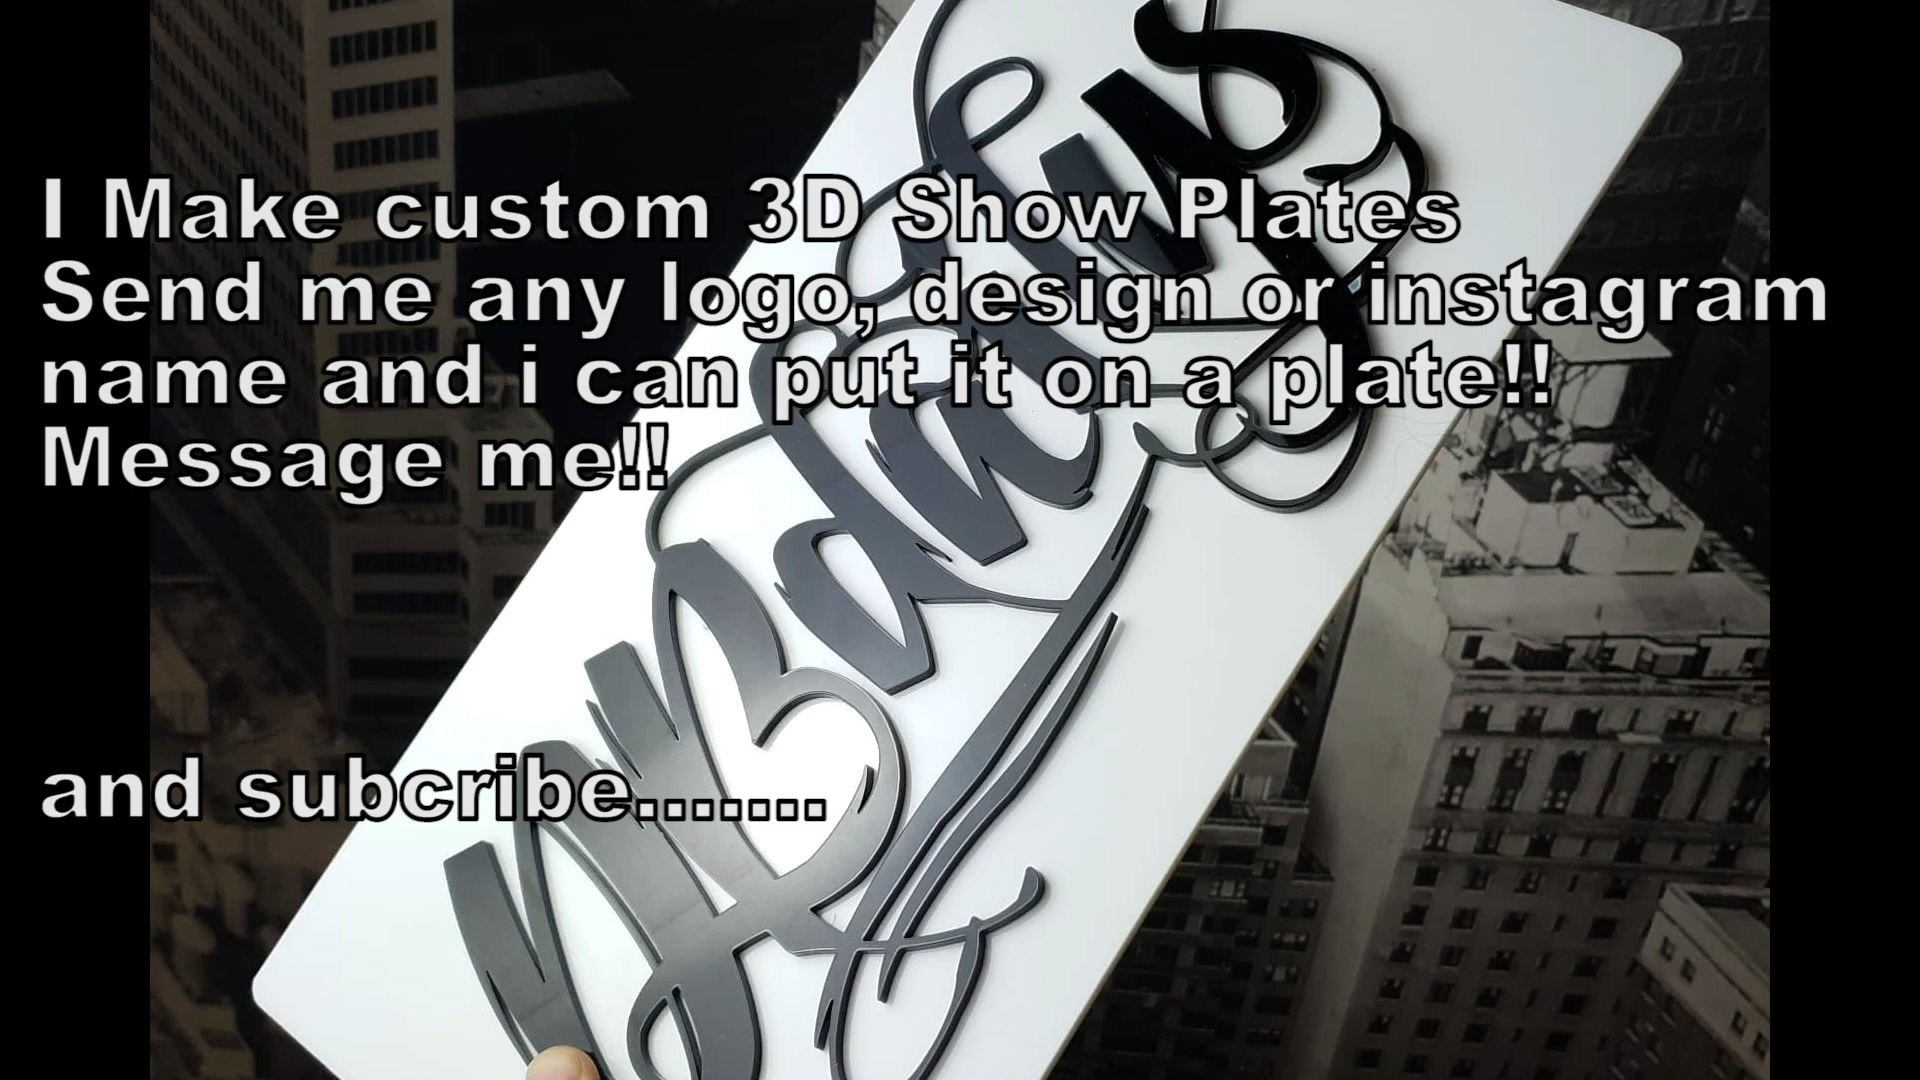 I Make custom 3D Show Plates
Send me any logo, design or instagram
name and i can put it on a plate!!
Message me!!
and subcribe.......